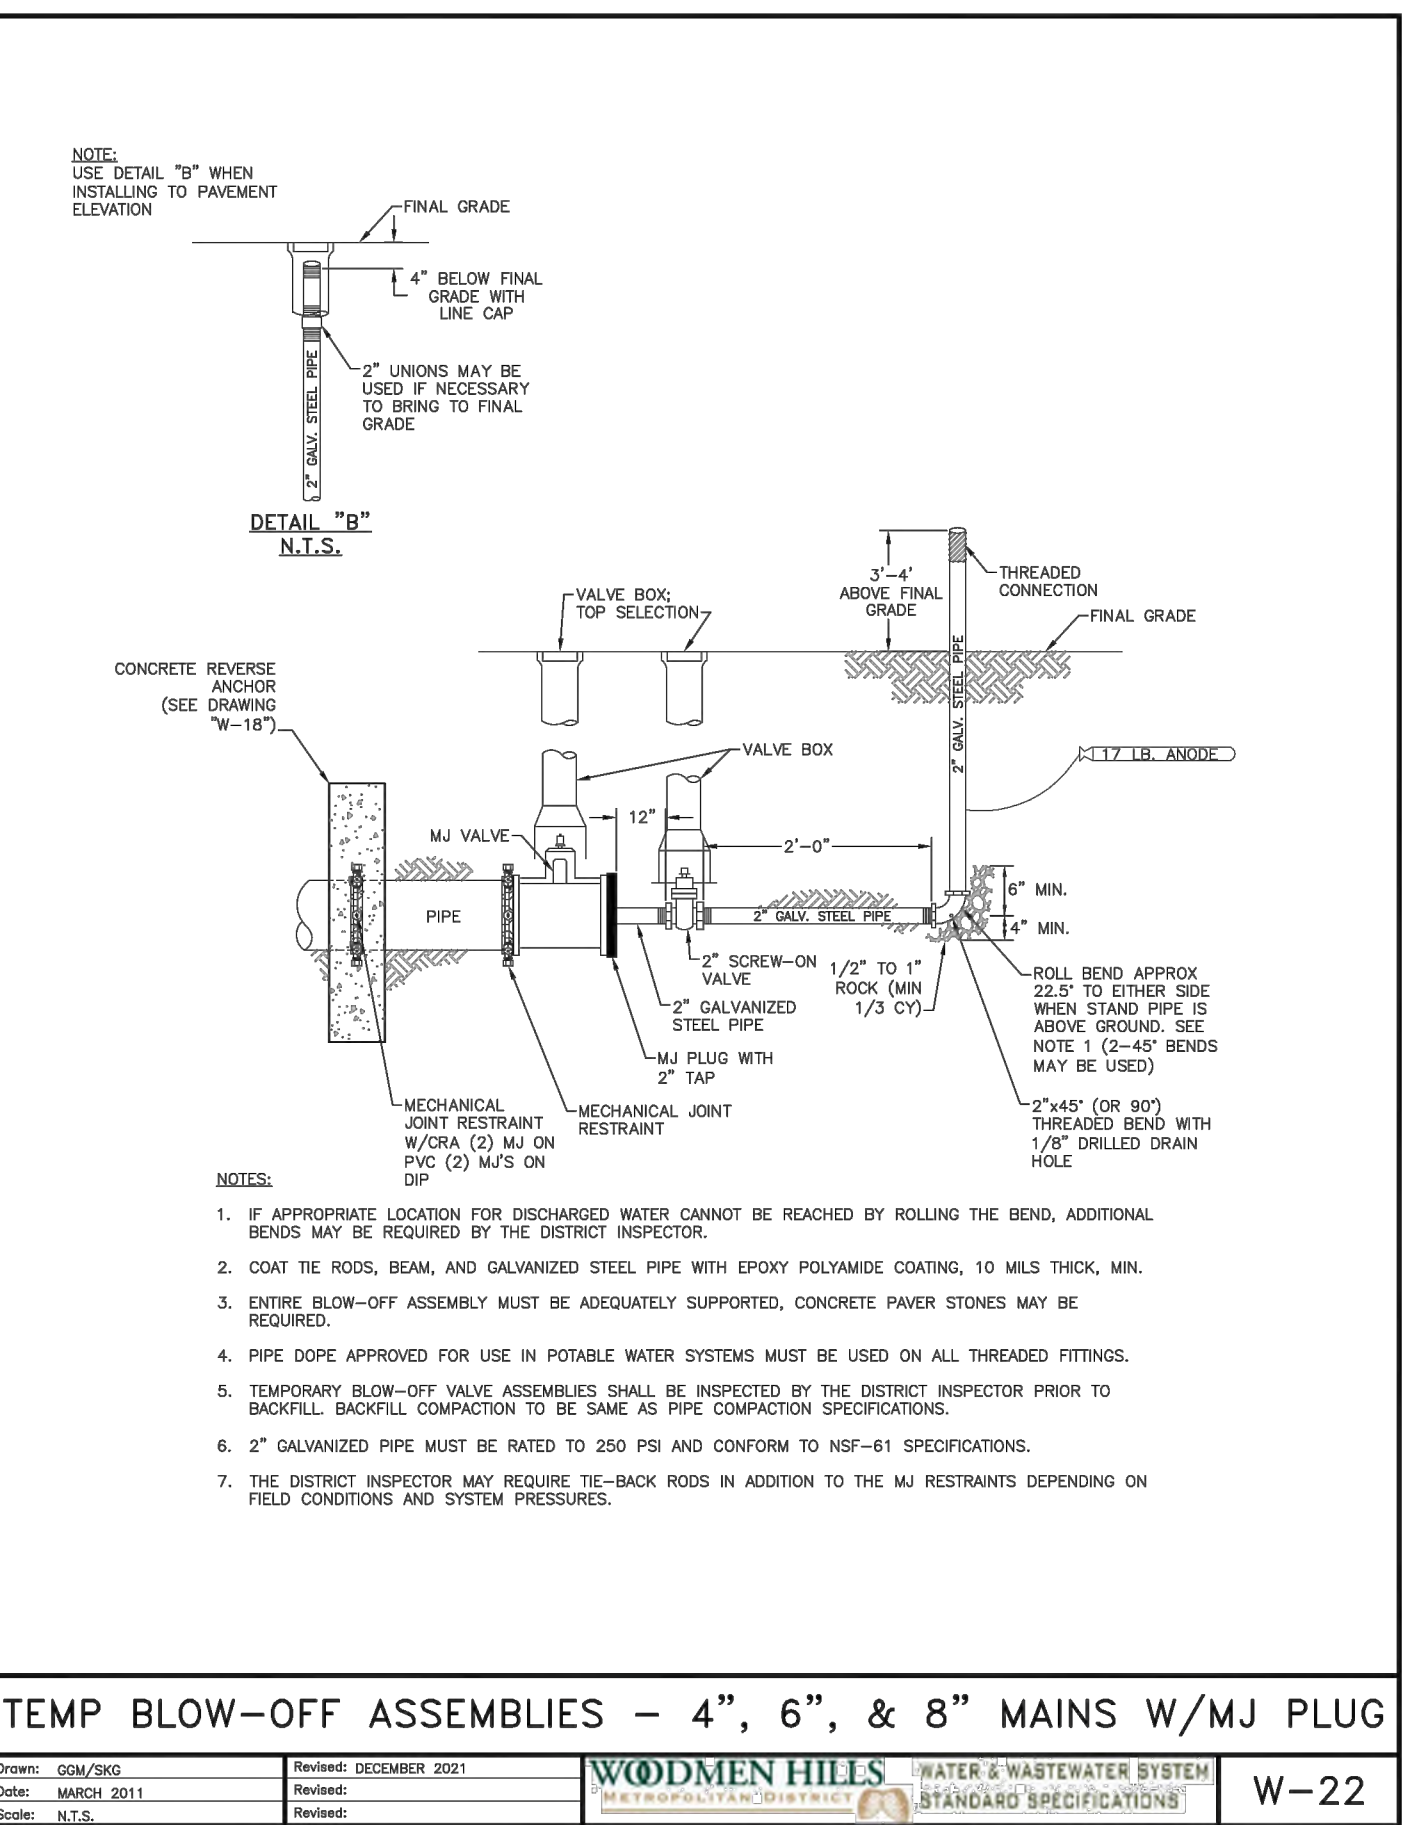 NOTE:
USE DETAIL "B" WHEN
INSTALLING TO PAVEMENT
ELEVATION
FINAL GRADE
4" BELOW FINAL
GRADE WITH
LINE CAP
2" UNIONS MAY BE
USED IF NECESSARY
TO BRING TO FINAL
GRADE
2" GALV. STEEL PIPE
DETAIL "B"
N.T.S.
3'-4'
ABOVE FINAL
GRADE
THREADED
CONNECTION
FINAL GRADE
VALVE BOX;
TOP SELECTION
CONCRETE REVERSE
ANCHOR
(SEE DRAWING
"W-18")
2" GALV. STEEL PIPE
VALVE BOX
17 LB. ANODE
12"
MJ VALVE
2'-0"
6" MIN.
PIPE
2" GALV. STEEL PIPE
4" MIN.
2" SCREW-ON
VALVE
1/2" TO 1"
ROCK (MIN
1/3 CY)
ROLL BEND APPROX
22.5° TO EITHER SIDE
WHEN STAND PIPE IS
ABOVE GROUND. SEE
NOTE 1 (2-45° BENDS
MAY BE USED)
2" GALVANIZED
STEEL PIPE
MJ PLUG WITH
2" TAP
MECHANICAL
JOINT RESTRAINT
W/CRA (2) MJ ON
PVC (2) MJ'S ON
DIP
MECHANICAL JOINT
RESTRAINT
2"x45° (OR 90°)
THREADED BEND WITH
1/8" DRILLED DRAIN
HOLE
NOTES:
1. IF APPROPRIATE LOCATION FOR DISCHARGED WATER CANNOT BE REACHED BY ROLLING THE BEND, ADDITIONAL
BENDS MAY BE REQUIRED BY THE DISTRICT INSPECTOR.
2. COAT TIE RODS, BEAM, AND GALVANIZED STEEL PIPE WITH EPOXY POLYAMIDE COATING, 10 MILS THICK, MIN.
3. ENTIRE BLOW-OFF ASSEMBLY MUST BE ADEQUATELY SUPPORTED, CONCRETE PAVER STONES MAY BE
REQUIRED.
4. PIPE DOPE APPROVED FOR USE IN POTABLE WATER SYSTEMS MUST BE USED ON ALL THREADED FITTINGS.
5. TEMPORARY BLOW-OFF VALVE ASSEMBLIES SHALL BE INSPECTED BY THE DISTRICT INSPECTOR PRIOR TO
BACKFILL. BACKFILL COMPACTION TO BE SAME AS PIPE COMPACTION SPECIFICATIONS.
6. 2" GALVANIZED PIPE MUST BE RATED TO 250 PSI AND CONFORM TO NSF-61 SPECIFICATIONS.
7. THE DISTRICT INSPECTOR MAY REQUIRE TIE-BACK RODS IN ADDITION TO THE MJ RESTRAINTS DEPENDING ON
FIELD CONDITIONS AND SYSTEM PRESSURES.
TEMP BLOW-OFF ASSEMBLIES - 4", 6", & 8" MAINS W/MJ PLUG
Drawn: GGM/SKG
Date: MARCH 2011
Scale: N.T.S.
Revised: DECEMBER 2021
Revised:
Revised:
WOODMEN HILLS
METROPOLITAN DISTRICT
WATER & WASTEWATER SYSTEM
STANDARD SPECIFICATIONS
W-22